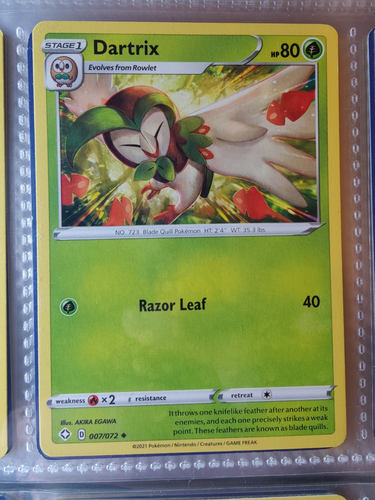 STAGE 1
Dartrix
HP 80
Evolves from Rowlet
NO. 723 Blade Quill Pokémon HT: 2'4" WT: 35.3 lbs.
Razor Leaf 40
weakness ×2 resistance retreat
Illus. AKIRA EGAWA
D 007/072
It throws one knifelike feather after another at its
enemies, and each one precisely strikes a weak
point. These feathers are known as blade quills.
©2021 Pokémon / Nintendo / Creatures / GAME FREAK